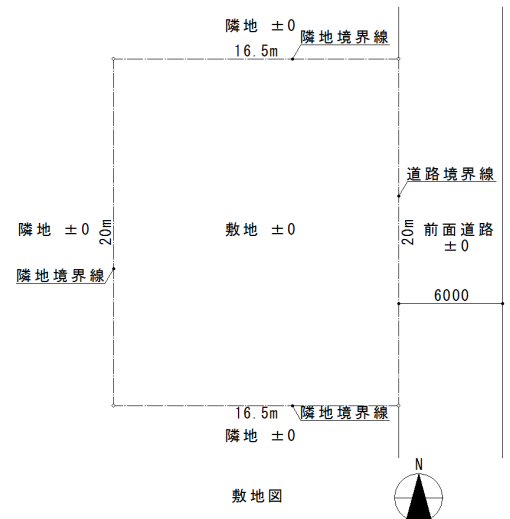 隣地 ±0
隣地境界線
16.5m
道路境界線
隣地 ±0
20m
敷地 ±0
20m
前面道路
±0
隣地境界線
6000
16.5m
隣地境界線
隣地 ±0
N
敷地図